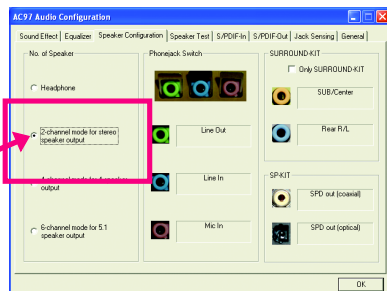 AC97 Audio Configuration
Sound Effect
Equalizer
Speaker Configuration
Speaker Test
S/PDIF-In
S/PDIF-Out
Jack Sensing
General
No. of Speaker
Headphone
2-channel mode for stereo
speaker output
output
6-channel mode for 5.1
speaker output
Phonejack Switch
Line Out
Line In
Mic In
SURROUND-KIT
Only SURROUND-KIT
SUB/Center
Rear R/L
SP-KIT
SPD out (coaxial)
SPD out (optical)
OK